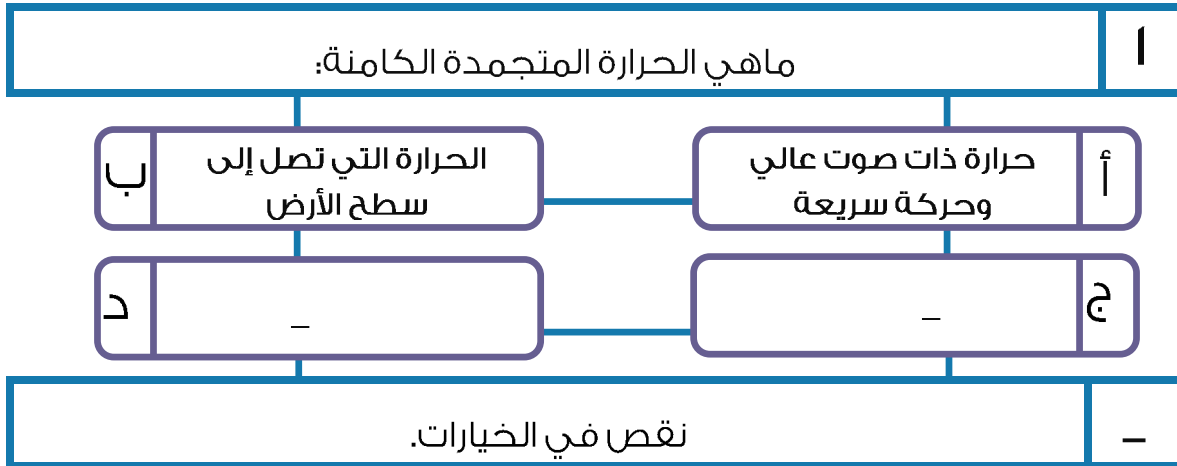 ا
ماهي الحرارة المتجمدة الكامنة:
أ
حرارة ذات صوت عالي
وحركة سريعة
ب
الحرارة التي تصل إلى
سطح الأرض
ج
_
د
_
_
نقص في الخيارات.